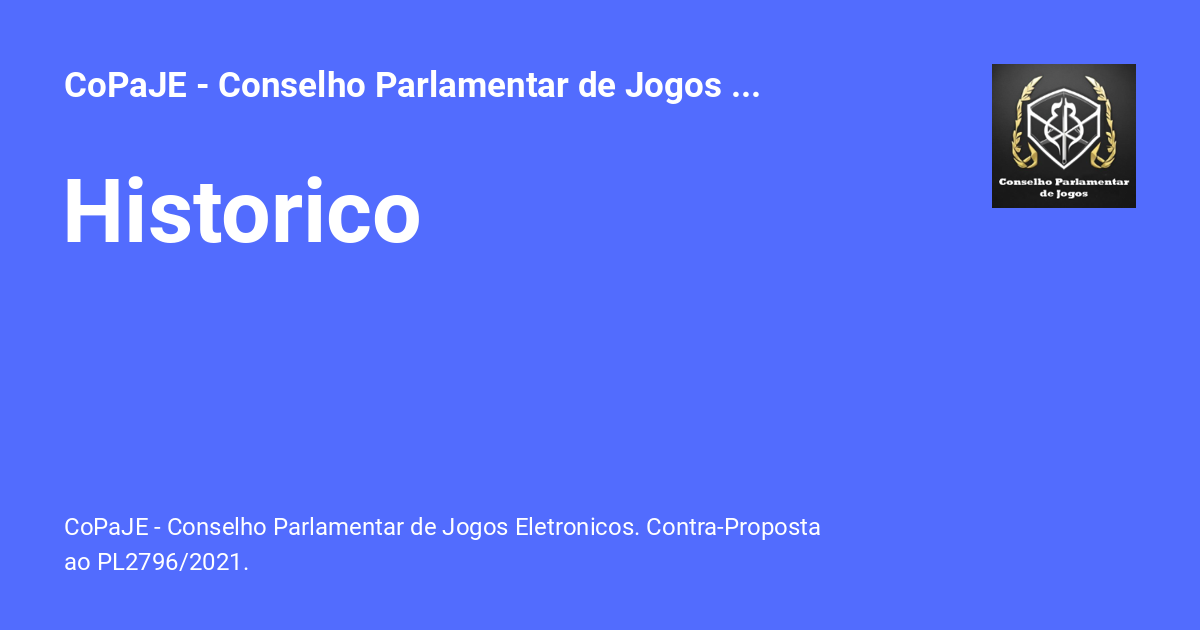 CoPaJE - Conselho Parlamentar de Jogos ...
Historico
Conselho Parlamentar
de Jogos
CoPaJE - Conselho Parlamentar de Jogos Eletronicos. Contra-Proposta
ao PL2796/2021.